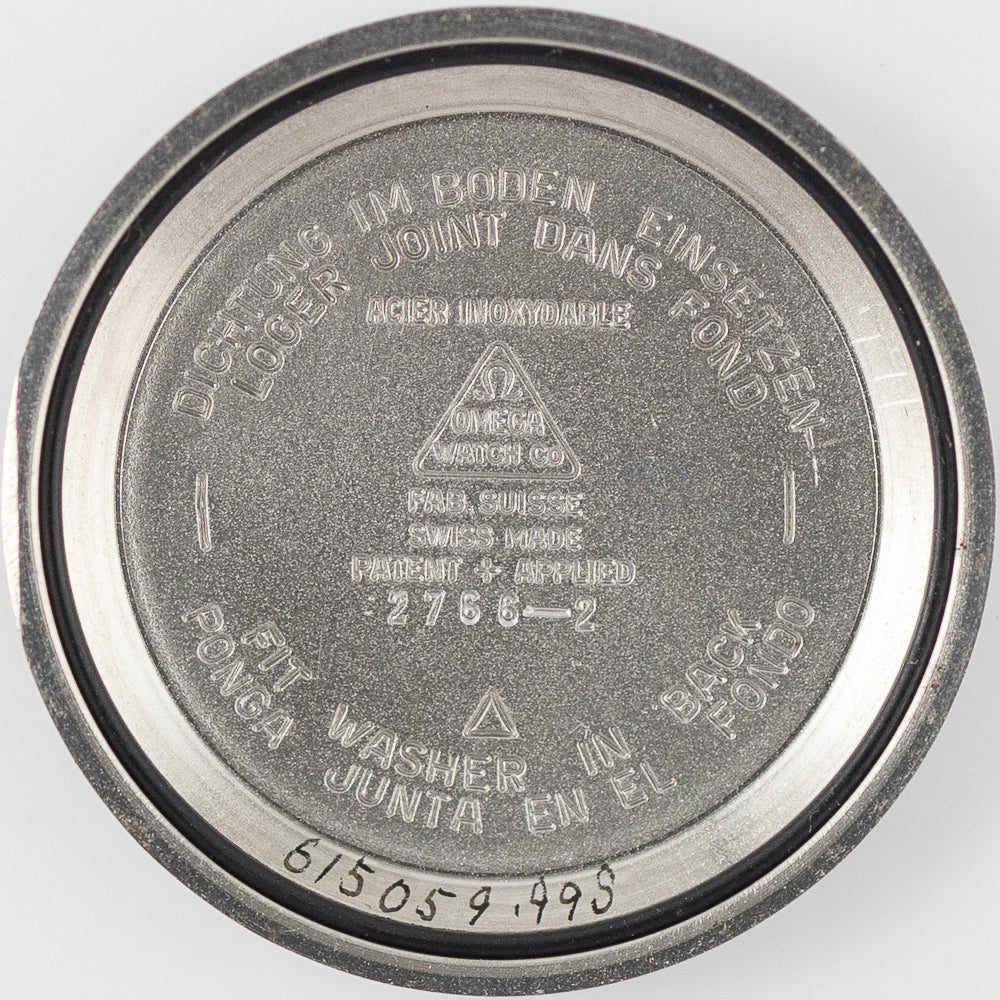 DICHTUNG IM BODEN EINSETZEN
LOGER JOINT DANS FOND
ACIER INOXYDABLE
Ω
OMEGA
WATCH CO
FAB. SUISSE
SWISS MADE
PATENT + APPLIED
2766-2
FIT WASHER IN BACK
PONGA JUNTA EN EL FONDO
615059